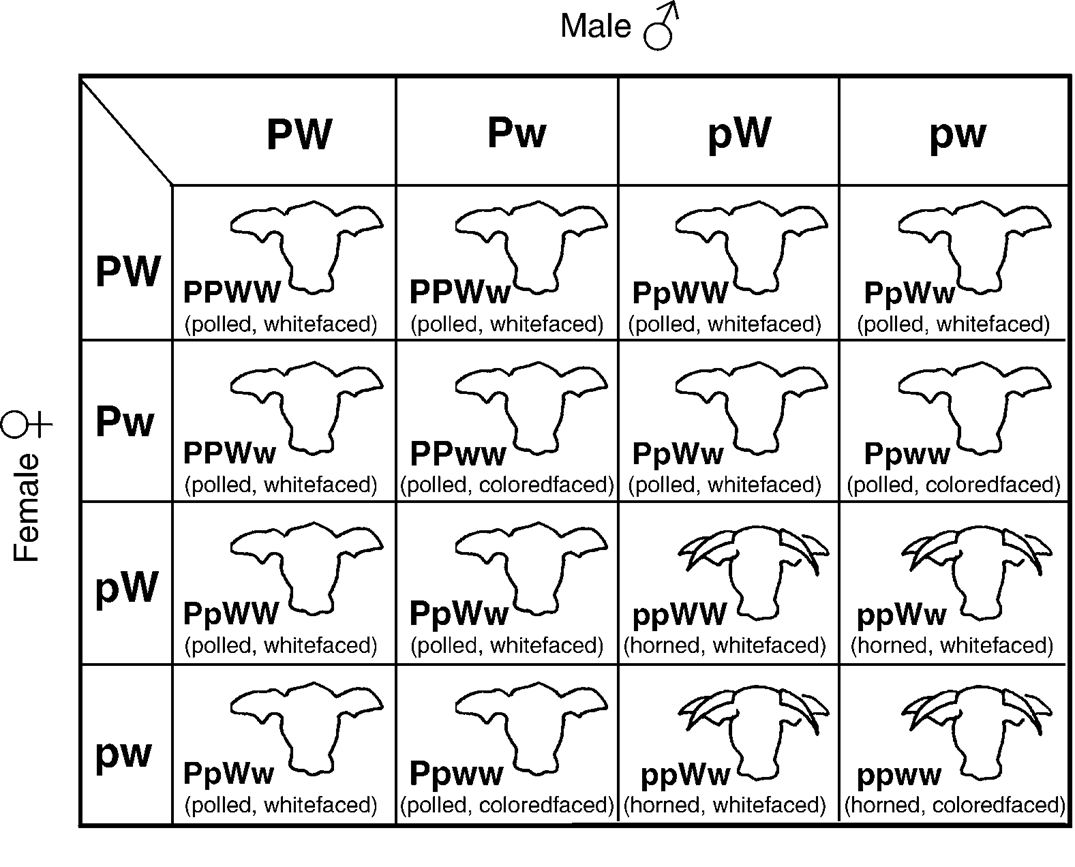 Male ♂
PW Pw pW pw
PW
PPWW PPWw PpWW PpWw
(polled, whitefaced) (polled, whitefaced) (polled, whitefaced) (polled, whitefaced)
Female ♀
Pw
PPWw PPww PpWw Ppww
(polled, whitefaced) (polled, coloredfaced) (polled, whitefaced) (polled, coloredfaced)
pW
PpWW PpWw ppWW ppWw
(polled, whitefaced) (polled, whitefaced) (horned, whitefaced) (horned, whitefaced)
pw
PpWw Ppww ppWw ppww
(polled, whitefaced) (polled, coloredfaced) (horned, whitefaced) (horned, coloredfaced)